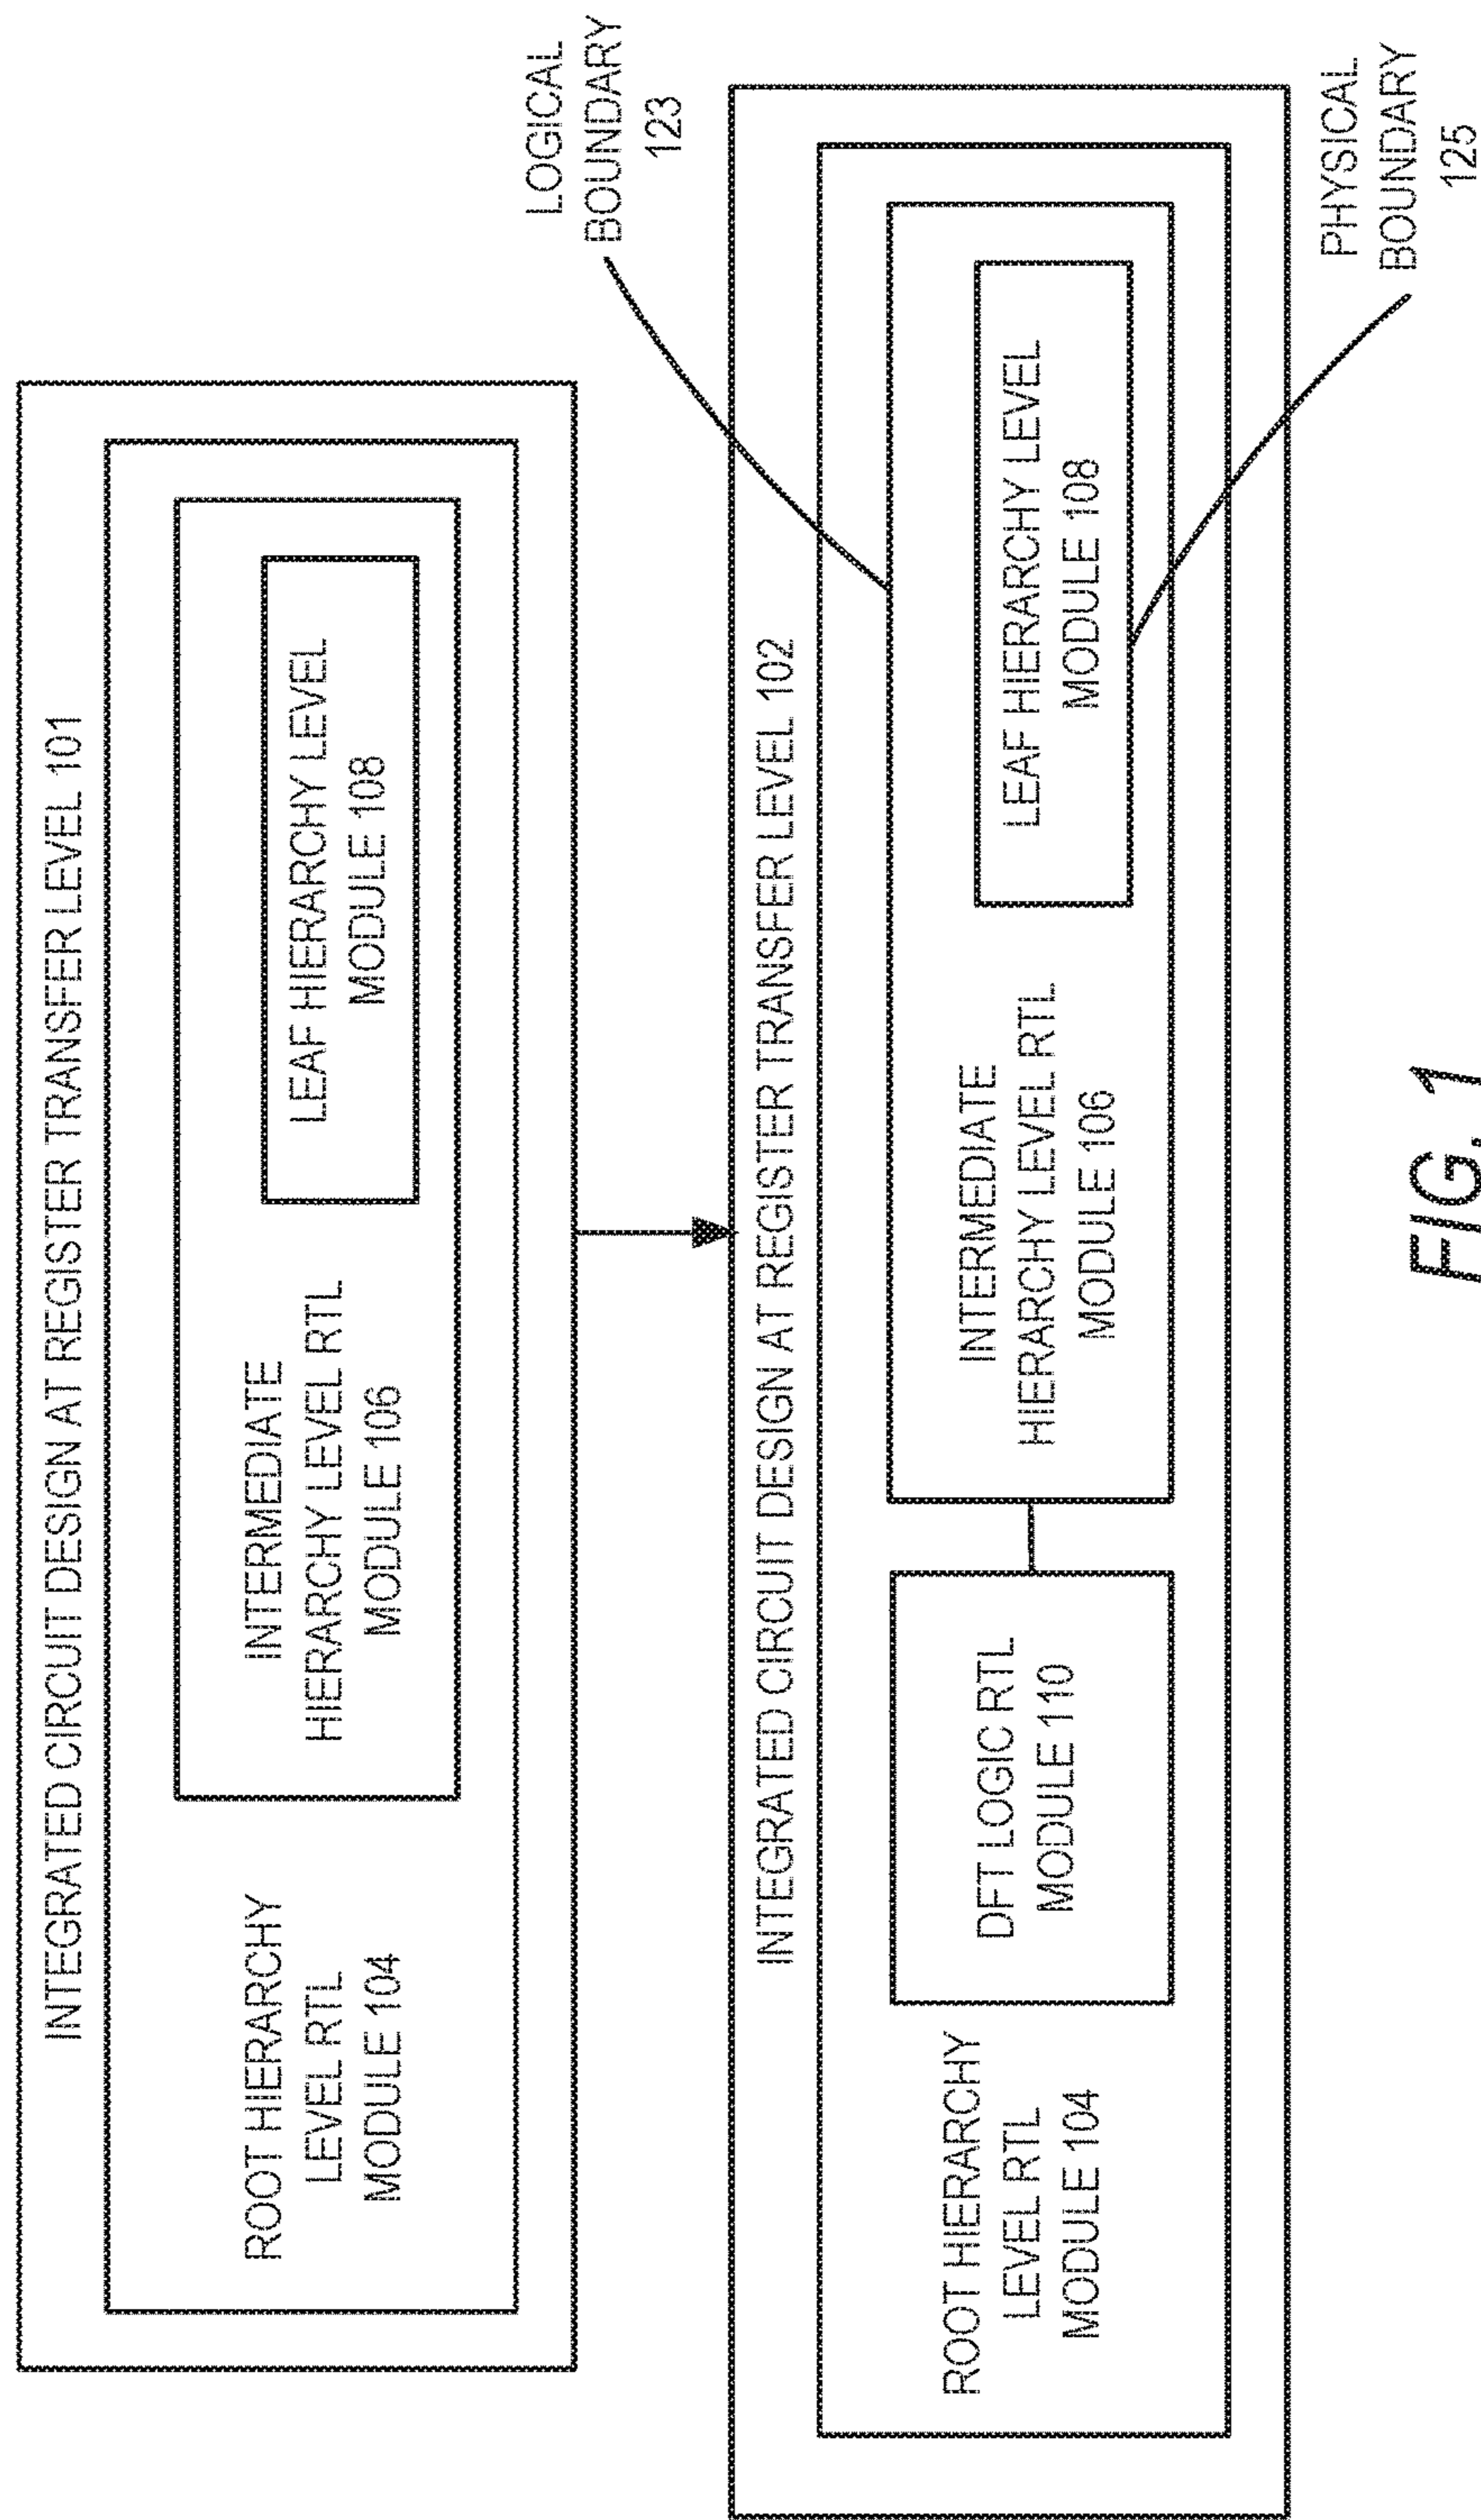 INTEGRATED CIRCUIT DESIGN AT REGISTER TRANSFER LEVEL 101
ROOT HIERARCHY
LEVEL RTL
MODULE 104
INTERMEDIATE
HIERARCHY LEVEL RTL
MODULE 106
LEAF HIERARCHY LEVEL
MODULE 108
LOGICAL
BOUNDARY
123
INTEGRATED CIRCUIT DESIGN AT REGISTER TRANSFER LEVEL 102
ROOT HIERARCHY
LEVEL RTL
MODULE 104
DFT LOGIC RTL
MODULE 110
INTERMEDIATE
HIERARCHY LEVEL RTL
MODULE 106
LEAF HIERARCHY LEVEL
MODULE 108
PHYSICAL
BOUNDARY
125
FIG. 1